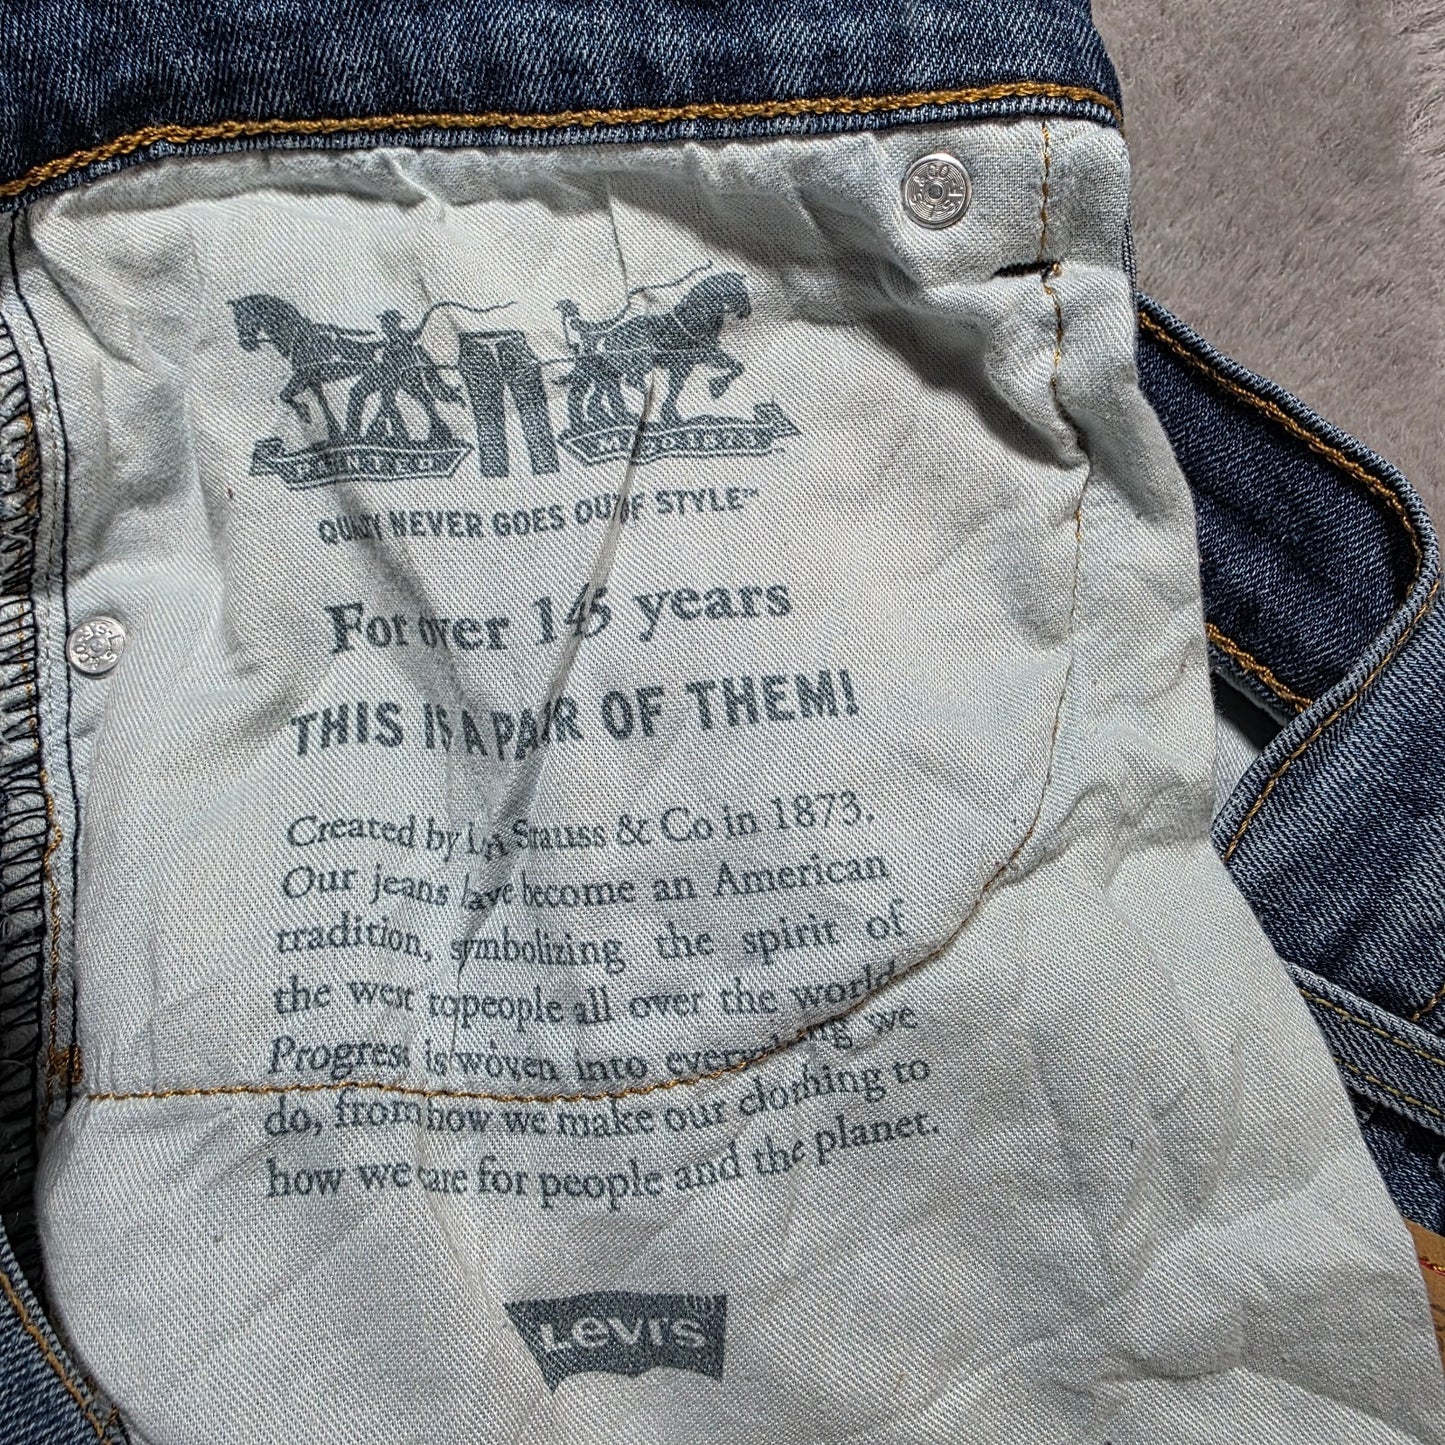 QUALITY NEVER GOES OUT OF STYLE™
For over 145 years
THIS IS A PAIR OF THEM!
Created by Levi Strauss & Co in 1873.
Our jeans have become an American
tradition, symbolizing the spirit of
the west to people all over the world.
Progress is woven into everything we
do, from how we make our clothing to
how we care for people and the planet.
Levi's